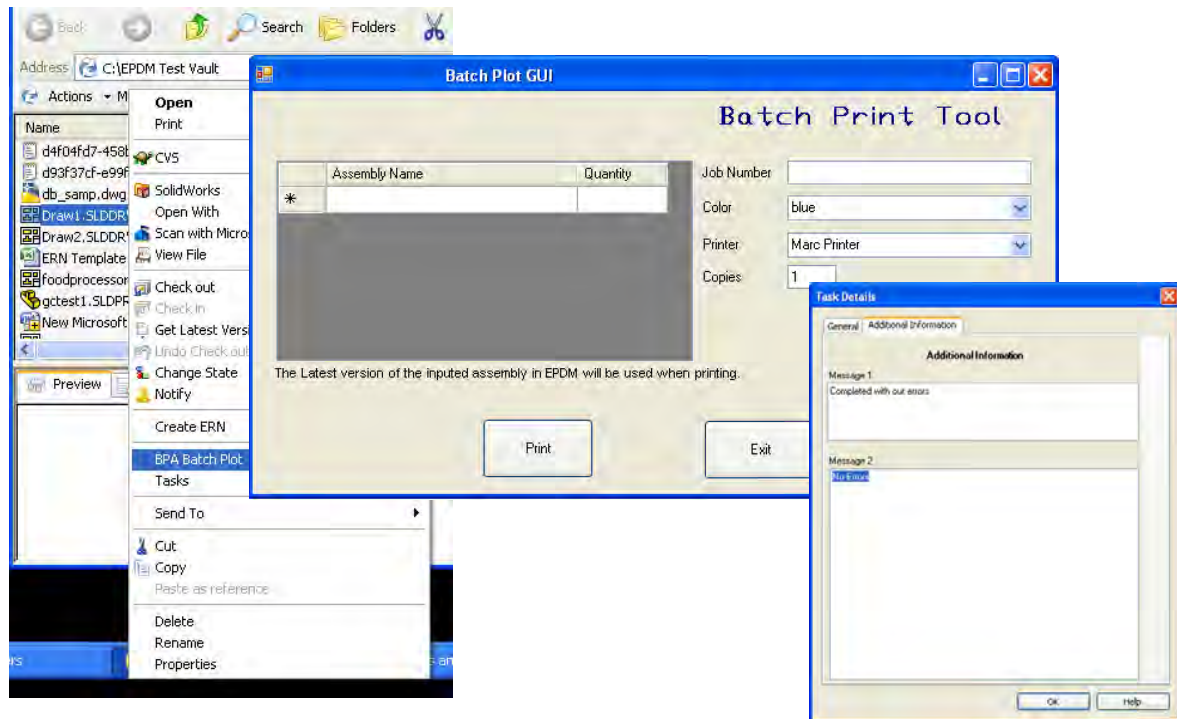 Back
Search
Folders
Address
C:\EPDM Test Vault
Actions
M
Name
d4f04fd7-458b
d93f37cf-e99f
db_samp.dwg
Draw1.SLDDR
Draw2.SLDDR
ERN Template
foodprocessor
gctest1.SLDPR
New Microsoft
Preview
Open
Print
CVS
SolidWorks
Open With
Scan with Micro
View File
Check out
Check in
Get Latest Versi
Undo Check out
Change State
Notify
Create ERN
BPA Batch Plot
Tasks
Send To
Cut
Copy
Paste as reference
Delete
Rename
Properties
Batch Plot GUI
Batch Print Tool
Assembly Name Quantity
*
Job Number
Color blue
Printer Marc Printer
Copies 1
The Latest version of the inputed assembly in EPDM will be used when printing.
Print
Exit
Task Details
General Additional Information
Additional Information
Message 1
Completed with out errors
Message 2
No Errors
OK Help